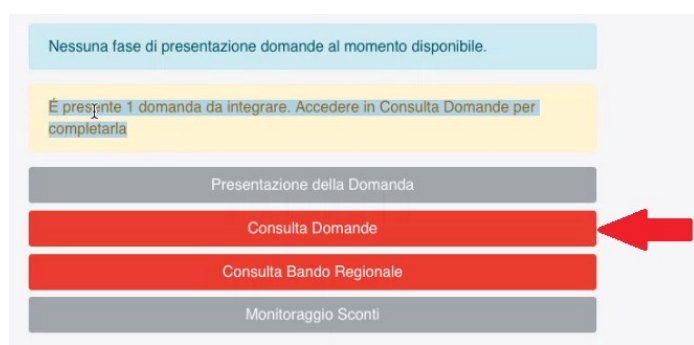 Nessuna fase di presentazione domande al momento disponibile.
É presente 1 domanda da integrare. Accedere in Consulta Domande per
completarla
Presentazione della Domanda
Consulta Domande
Consulta Bando Regionale
Monitoraggio Sconti